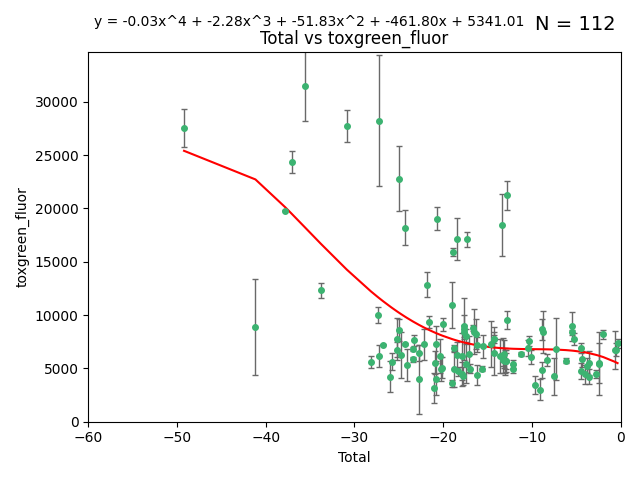 y = -0.03x^4 + -2.28x^3 + -51.83x^2 + -461.80x + 5341.01 N = 112
Total vs toxgreen_fluor
30000
25000
20000
15000
10000
5000
0
toxgreen_fluor
−60 −50 −40 −30 −20 −10 0
Total